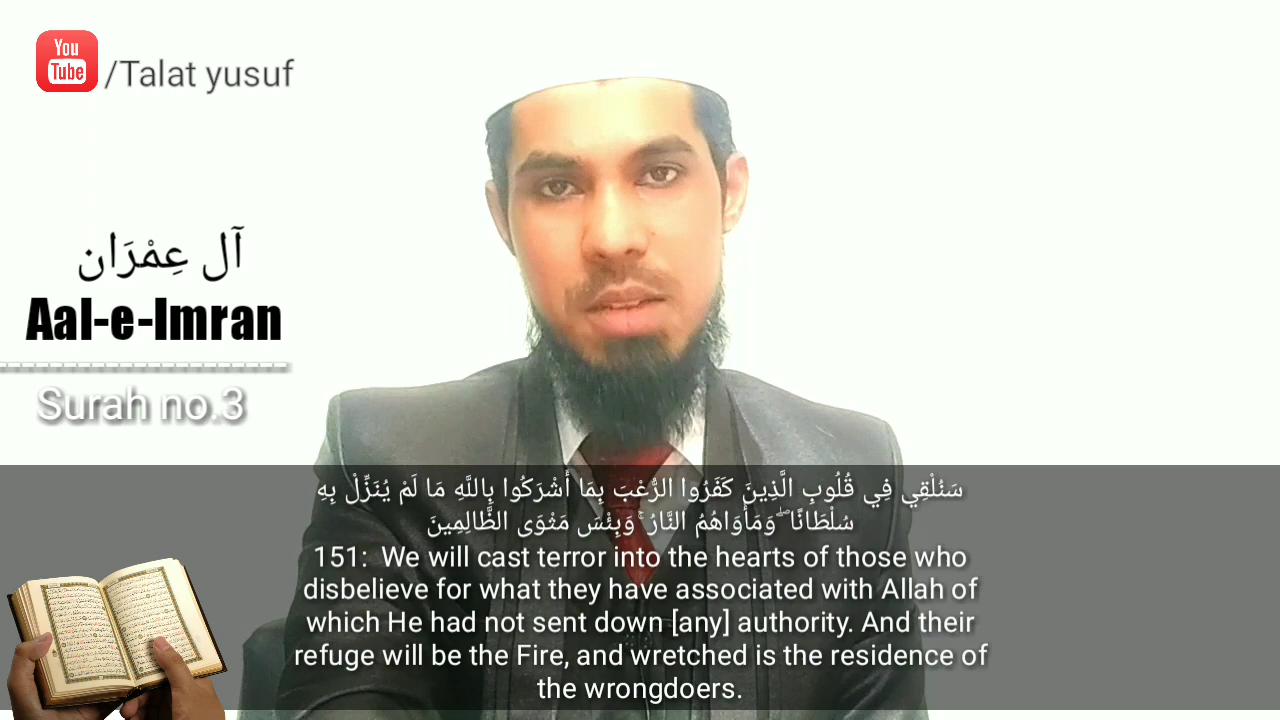 You
Tube
/Talat yusuf
آل عِمْرَان
Aal-e-Imran
Surah no.3
سَنُلْقِي فِي قُلُوبِ الَّذِينَ كَفَرُوا الرُّعْبَ بِمَا أَشْرَكُوا بِاللَّهِ مَا لَمْ يُنَزِّلْ بِهِ
سُلْطَانًا ۖ وَمَأْوَاهُمُ النَّارُ ۚ وَبِئْسَ مَثْوَى الظَّالِمِينَ
151:  We will cast terror into the hearts of those who
disbelieve for what they have associated with Allah of
which He had not sent down [any] authority. And their
refuge will be the Fire, and wretched is the residence of
the wrongdoers.